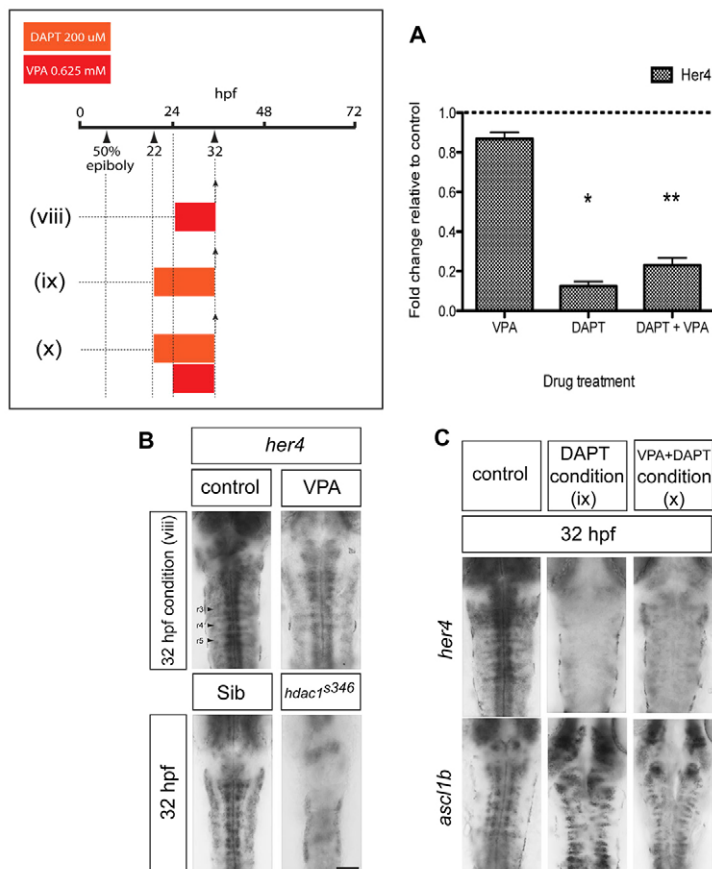 DAPT 200 uM
VPA 0.625 mM
hpf
0 24 48 72
50% epiboly
22
32
(viii)
(ix)
(x)
A
Her4
Fold change relative to control
1.0
0.8
0.6
0.4
0.2
0.0
*
**
VPA DAPT DAPT + VPA
Drug treatment
B
her4
control VPA
32 hpf condition (viii)
r3
r4
r5
Sib hdac1s346
32 hpf
C
control
DAPT
condition
(ix)
VPA+DAPT
condition
(x)
32 hpf
her4
ascl1b